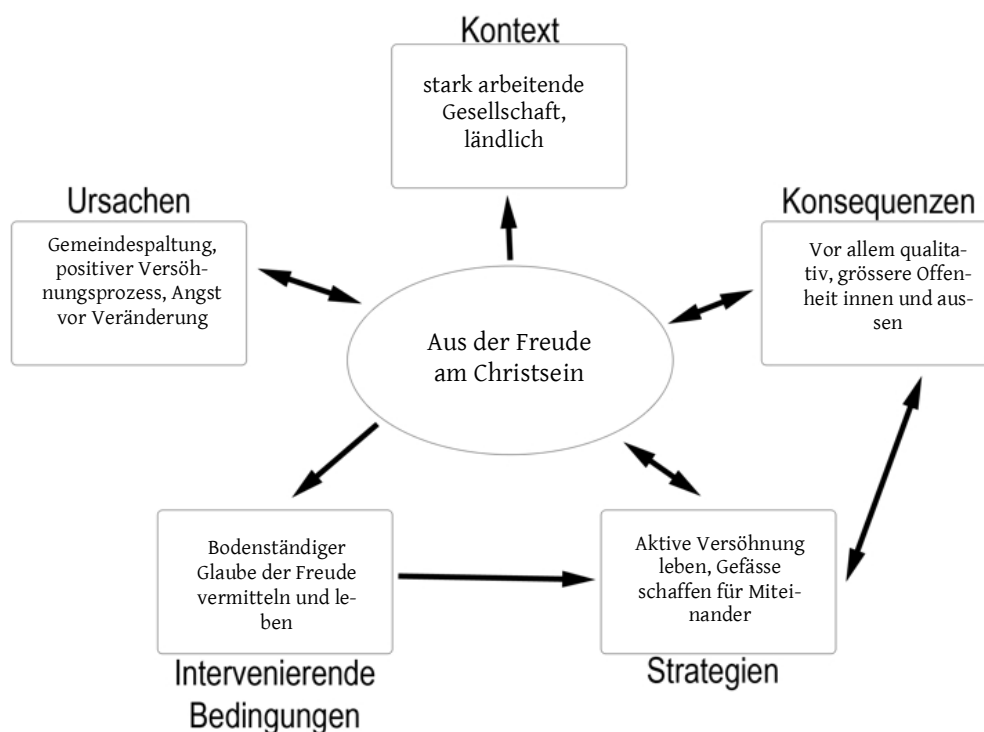 Kontext
stark arbeitende
Gesellschaft,
ländlich
Ursachen
Gemeindespaltung,
positiver Versöh-
nungsprozess, Angst
vor Veränderung
Konsequenzen
Vor allem qualita-
tiv, grössere Offen-
heit innen und aus-
sen
Aus der Freude
am Christsein
Bodenständiger
Glaube der Freude
vermitteln und le-
ben
Intervenierende
Bedingungen
Aktive Versöhnung
leben, Gefässe
schaffen für Mitei-
nander
Strategien